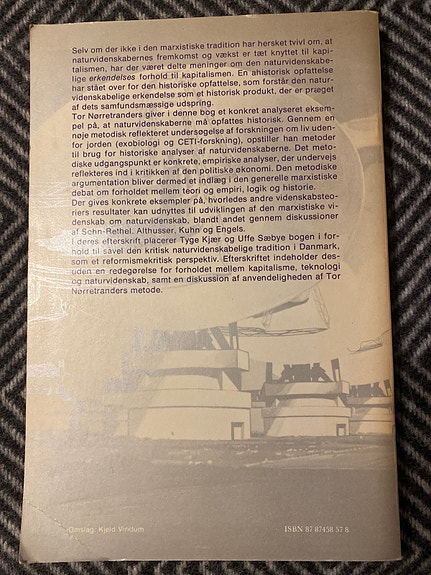 Selv om der ikke i den marxistiske tradition har hersket tvivl om, at
naturvidenskabernes fremkomst og vækst er tæt knyttet til kapi-
talismen, har der været delte meninger om den naturvidenskabe-
lige erkendelses forhold til kapitalismen. En ahistorisk opfattelse
har stået over for den historiske opfattelse, som forstår den natur-
videnskabelige erkendelse som et historisk produkt, der er præget
af dets samfundsmæssige udspring.
Tor Nørretranders giver i denne bog et konkret analyseret eksem-
pel på, at naturvidenskaberne må opfattes historisk. Gennem en
nøje metodisk reflekteret undersøgelse af forskningen om liv uden-
for jorden (exobiologi og CETI-forskning), opstiller han metoder
til brug for historiske analyser af naturvidenskaberne. Det meto-
diske udgangspunkt er konkrete, empiriske analyser, der undervejs
reflekteres ind i kritikken af den politiske økonomi. Den metodiske
argumentation bliver dermed et indlæg i den generelle marxistiske
debat om forholdet mellem teori og empiri, logik og historie.
Der gives konkrete eksempler på, hvorledes andre videnskabsteo-
riers resultater kan udnyttes til udviklingen af den marxistiske vi-
denskab om naturvidenskab, blandt andet gennem diskussioner
af Sohn-Rethel, Althusser, Kuhn og Engels.
I deres efterskrift placerer Tyge Kjær og Uffe Sæbye bogen i for-
hold til såvel den kritisk naturvidenskabelige tradition i Danmark,
som et reformismekritisk perspektiv. Efterskriftet indeholder des-
uden en redegørelse for forholdet mellem kapitalisme, teknologi
og naturvidenskab, samt en diskussion af anvendeligheden af Tor
Nørretranders metode.
Omslag: Kjeld Vindum
ISBN 87 87458 57 8